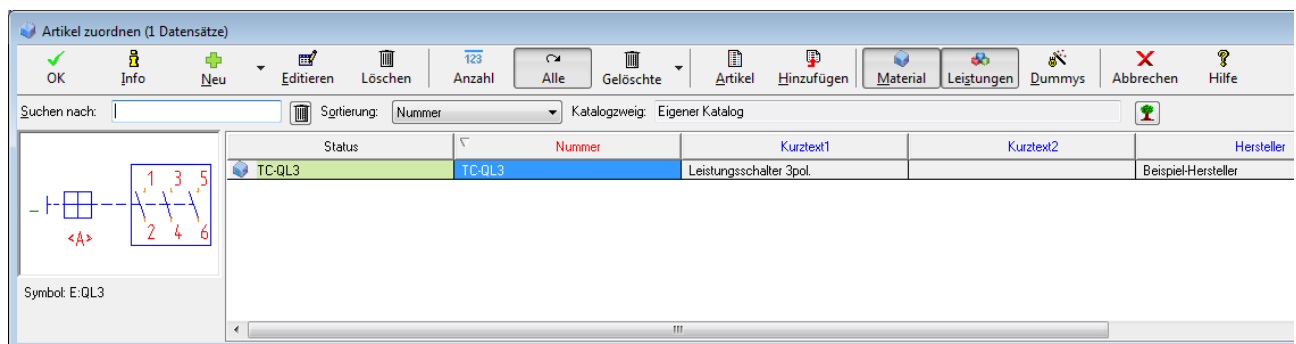 Artikel zuordnen (1 Datensätze)
OK Info Neu Editieren Löschen 123 Anzahl Alle Gelöschte Artikel Hinzufügen Material Leistungen Dummys Abbrechen Hilfe
Suchen nach: Sortierung: Nummer Katalogzweig: Eigener Katalog
Status Nummer Kurztext1 Kurztext2 Hersteller
TC-QL3 TC-QL3 Leistungsschalter 3pol. Beispiel-Hersteller
1 3 5
2 4 6
<A>
Symbol: E:QL3